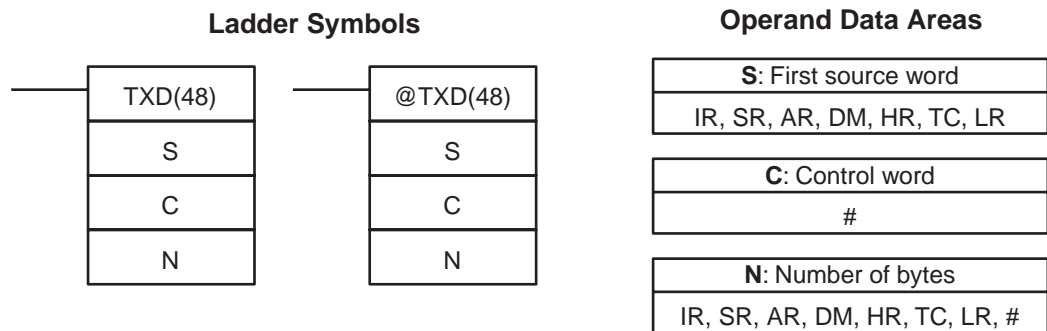 Ladder Symbols
TXD(48)
S
C
N
@TXD(48)
S
C
N
Operand Data Areas
S: First source word
IR, SR, AR, DM, HR, TC, LR
C: Control word
#
N: Number of bytes
IR, SR, AR, DM, HR, TC, LR, #